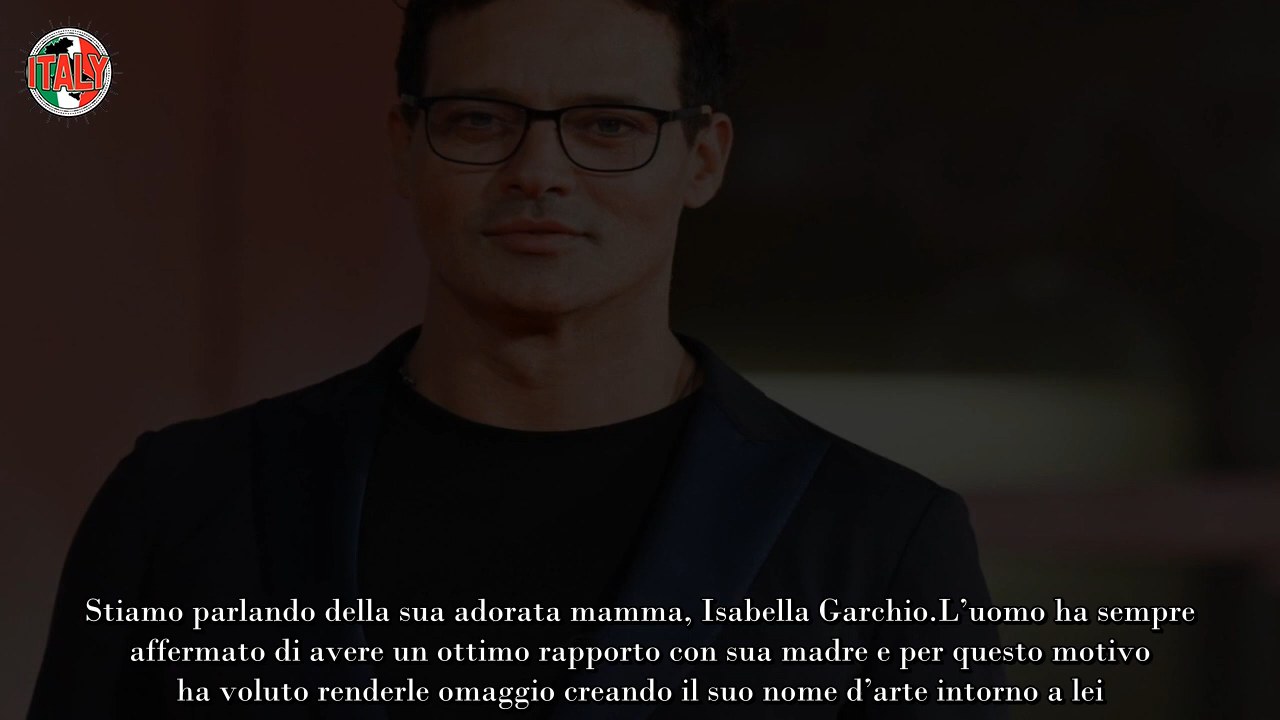 ITALY
Stiamo parlando della sua adorata mamma, Isabella Garchio.L’uomo ha sempre
affermato di avere un ottimo rapporto con sua madre e per questo motivo
ha voluto renderle omaggio creando il suo nome d’arte intorno a lei